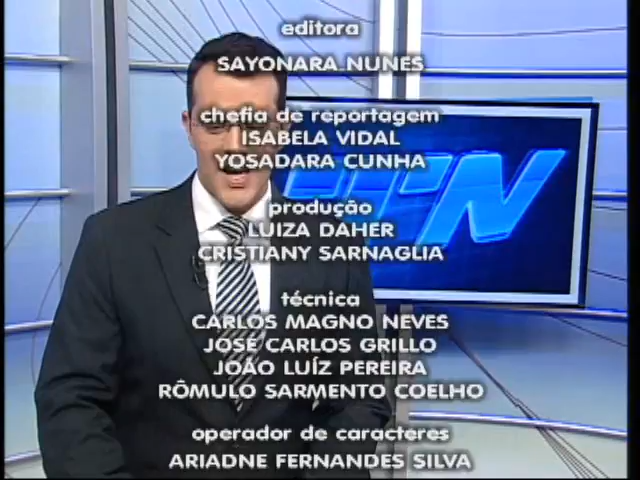 editora
SAYONARA NUNES
chefia de reportagem
ISABELA VIDAL
YOSADARA CUNHA
produção
LUIZA DAHER
CRISTIANY SARNAGLIA
técnica
CARLOS MAGNO NEVES
JOSÉ CARLOS GRILLO
JOÃO LUÍZ PEREIRA
RÔMULO SARMENTO COELHO
operador de caracteres
ARIADNE FERNANDES SILVA